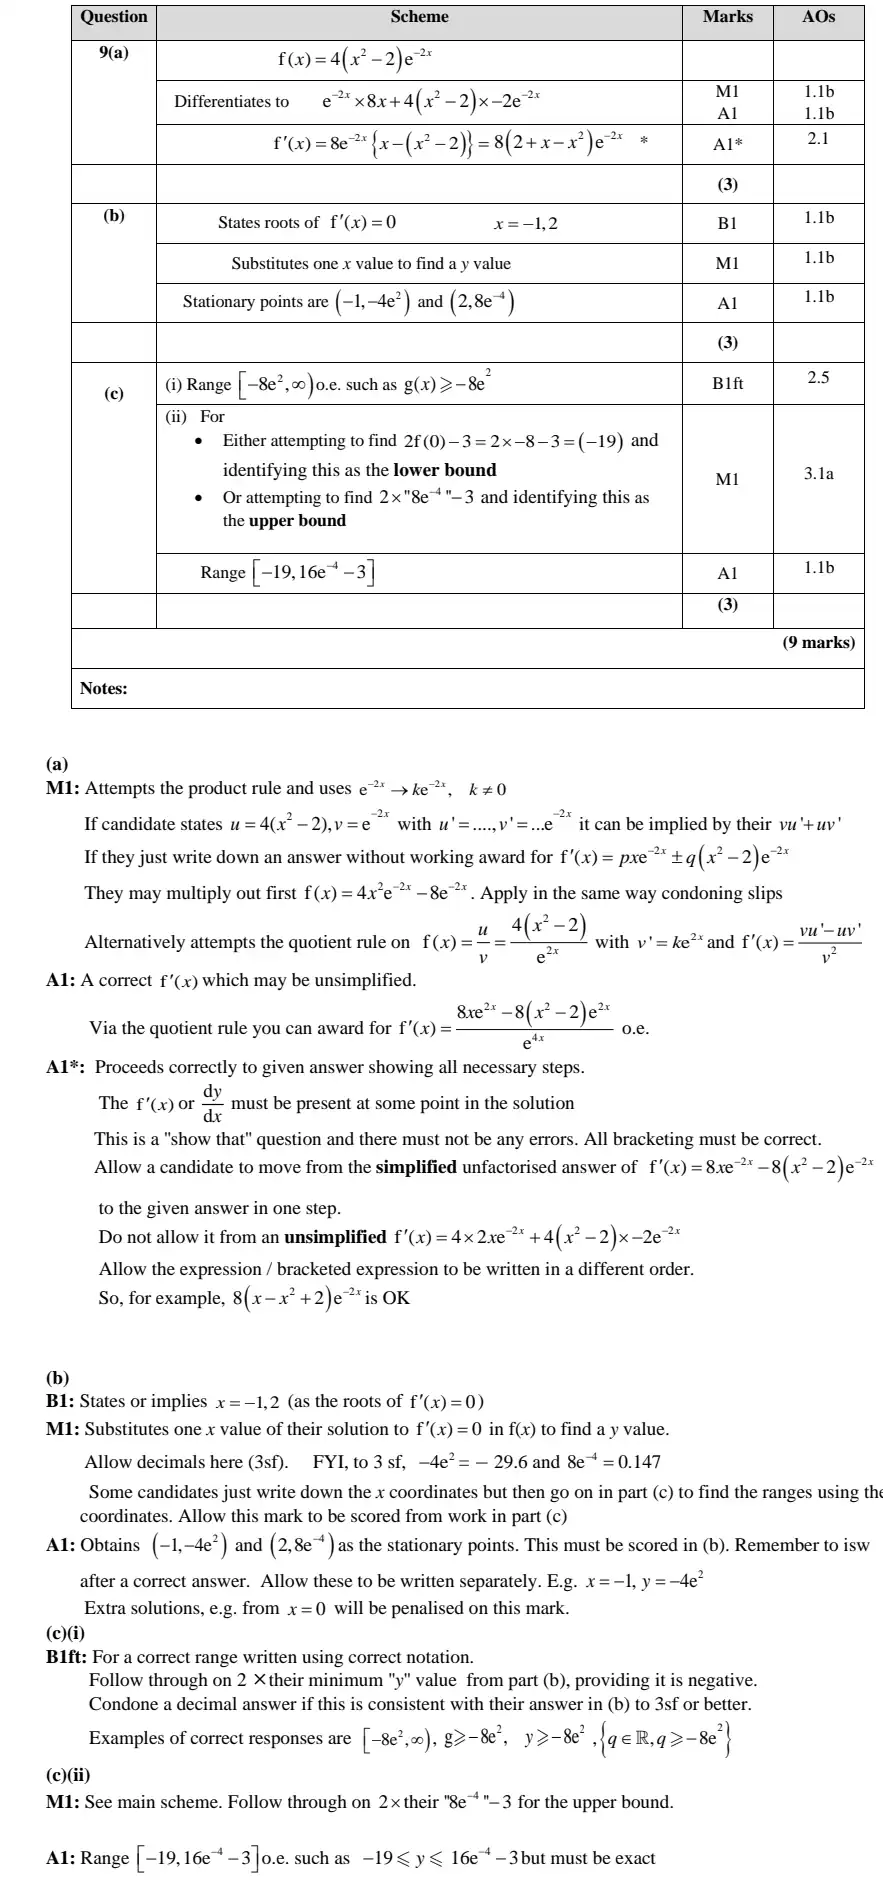 Question Scheme Marks AOs
9(a) f(x) = 4(x² − 2)e⁻²ˣ
Differentiates to e⁻²ˣ × 8x + 4(x² − 2) × −2e⁻²ˣ M1 A1 1.1b 1.1b
f′(x) = 8e⁻²ˣ{x − (x² − 2)} = 8(2 + x − x²)e⁻²ˣ * A1* 2.1
(3)
(b) States roots of f′(x) = 0 x = −1, 2 B1 1.1b
Substitutes one x value to find a y value M1 1.1b
Stationary points are (−1, −4e²) and (2, 8e⁻⁴) A1 1.1b
(3)
(c) (i) Range [−8e², ∞) o.e. such as g(x) ⩾ −8e² B1ft 2.5
(ii) For
• Either attempting to find 2f(0) − 3 = 2 × −8 − 3 = (−19) and
identifying this as the lower bound
• Or attempting to find 2 × "8e⁻⁴ "− 3 and identifying this as
the upper bound
M1 3.1a
Range [−19, 16e⁻⁴ − 3] A1 1.1b
(3)
(9 marks)
Notes:
(a)
M1: Attempts the product rule and uses e⁻²ˣ → ke⁻²ˣ, k ≠ 0
If candidate states u = 4(x² − 2), v = e⁻²ˣ with u' = ...., v' = ...e⁻²ˣ it can be implied by their vu'+ uv'
If they just write down an answer without working award for f′(x) = pxe⁻²ˣ ± q(x² − 2)e⁻²ˣ
They may multiply out first f(x) = 4x²e⁻²ˣ − 8e⁻²ˣ. Apply in the same way condoning slips
Alternatively attempts the quotient rule on f(x) = u/v = 4(x² − 2)/e²ˣ with v' = ke²ˣ and f′(x) = (vu'− uv')/v²
A1: A correct f′(x) which may be unsimplified.
Via the quotient rule you can award for f′(x) = (8xe²ˣ − 8(x² − 2)e²ˣ)/e⁴ˣ o.e.
A1*: Proceeds correctly to given answer showing all necessary steps.
The f′(x) or dy/dx must be present at some point in the solution
This is a "show that" question and there must not be any errors. All bracketing must be correct.
Allow a candidate to move from the simplified unfactorised answer of f′(x) = 8xe⁻²ˣ − 8(x² − 2)e⁻²ˣ
to the given answer in one step.
Do not allow it from an unsimplified f′(x) = 4 × 2xe⁻²ˣ + 4(x² − 2) × −2e⁻²ˣ
Allow the expression / bracketed expression to be written in a different order.
So, for example, 8(x − x² + 2)e⁻²ˣ is OK
(b)
B1: States or implies x = −1, 2 (as the roots of f′(x) = 0)
M1: Substitutes one x value of their solution to f′(x) = 0 in f(x) to find a y value.
Allow decimals here (3sf). FYI, to 3 sf, −4e² = − 29.6 and 8e⁻⁴ = 0.147
Some candidates just write down the x coordinates but then go on in part (c) to find the ranges using the
coordinates. Allow this mark to be scored from work in part (c)
A1: Obtains (−1, −4e²) and (2, 8e⁻⁴) as the stationary points. This must be scored in (b). Remember to isw
after a correct answer. Allow these to be written separately. E.g. x = −1, y = −4e²
Extra solutions, e.g. from x = 0 will be penalised on this mark.
(c)(i)
B1ft: For a correct range written using correct notation.
Follow through on 2 × their minimum "y" value from part (b), providing it is negative.
Condone a decimal answer if this is consistent with their answer in (b) to 3sf or better.
Examples of correct responses are [−8e², ∞), g ⩾ −8e², y ⩾ −8e², {q ∈ ℝ, q ⩾ −8e²}
(c)(ii)
M1: See main scheme. Follow through on 2 × their "8e⁻⁴ "− 3 for the upper bound.
A1: Range [−19, 16e⁻⁴ − 3] o.e. such as −19 ⩽ y ⩽ 16e⁻⁴ − 3 but must be exact